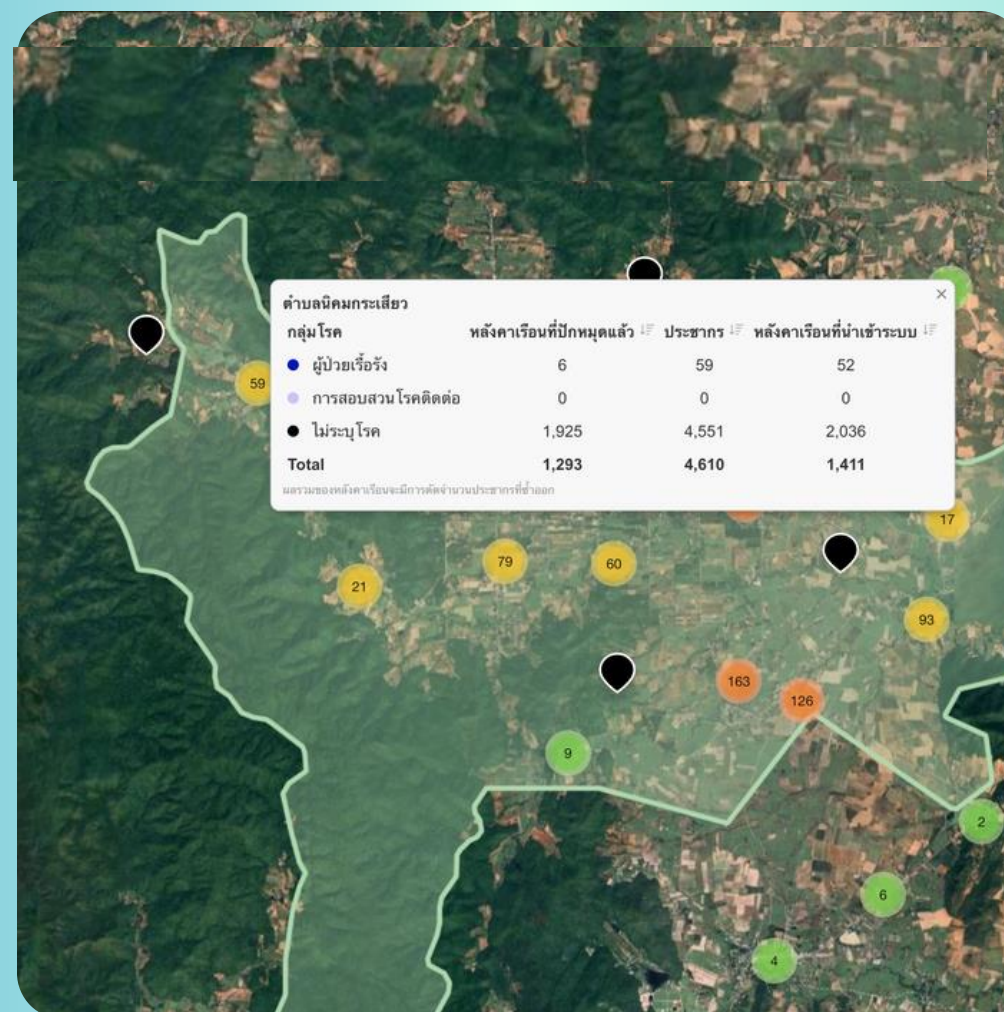 ตำบลนิคมกระเสียว
กลุ่มโรค หลังคาเรือนที่ปักหมุดแล้ว ประชากร หลังคาเรือนที่นำเข้าระบบ
ผู้ป่วยเรื้อรัง 6 59 52
การสอบสวนโรคติดต่อ 0 0 0
ไม่ระบุโรค 1,925 4,551 2,036
Total 1,293 4,610 1,411
ผลรวมของหลังคาเรือนจะมีการตัดจำนวนประชากรที่ซ้ำออก
59
17
79
60
21
93
163
126
9
2
6
4